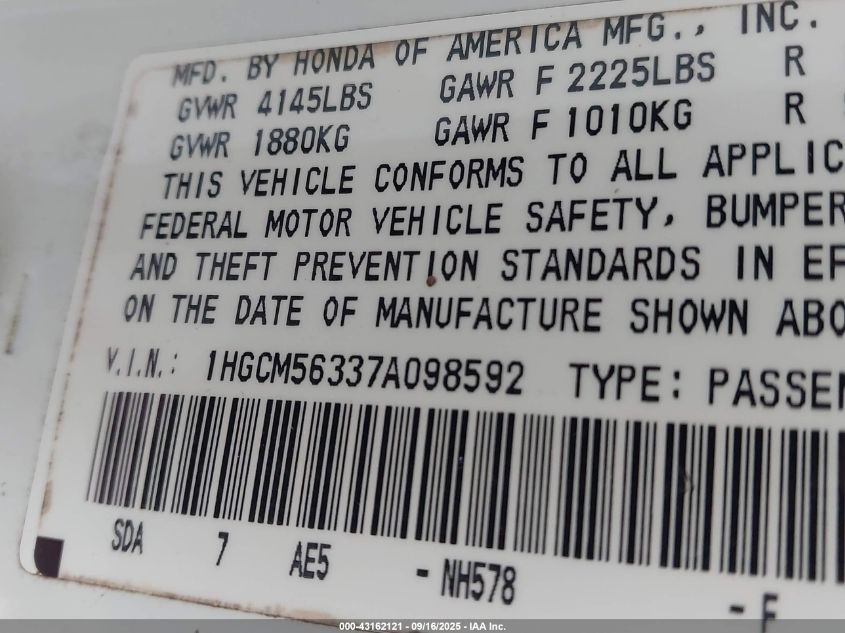 MFD. BY HONDA OF AMERICA MFG., INC.
GVWR 4145LBS GAWR F 2225LBS R
GVWR 1880KG GAWR F 1010KG R
THIS VEHICLE CONFORMS TO ALL APPLIC
FEDERAL MOTOR VEHICLE SAFETY, BUMPER
AND THEFT PREVENTION STANDARDS IN EF
ON THE DATE OF MANUFACTURE SHOWN ABO
V.I.N.: 1HGCM56337A098592 TYPE: PASSEN
SDA 7 AE5 - NH578 - F
000-43162121 - 09/16/2025 - IAA Inc.